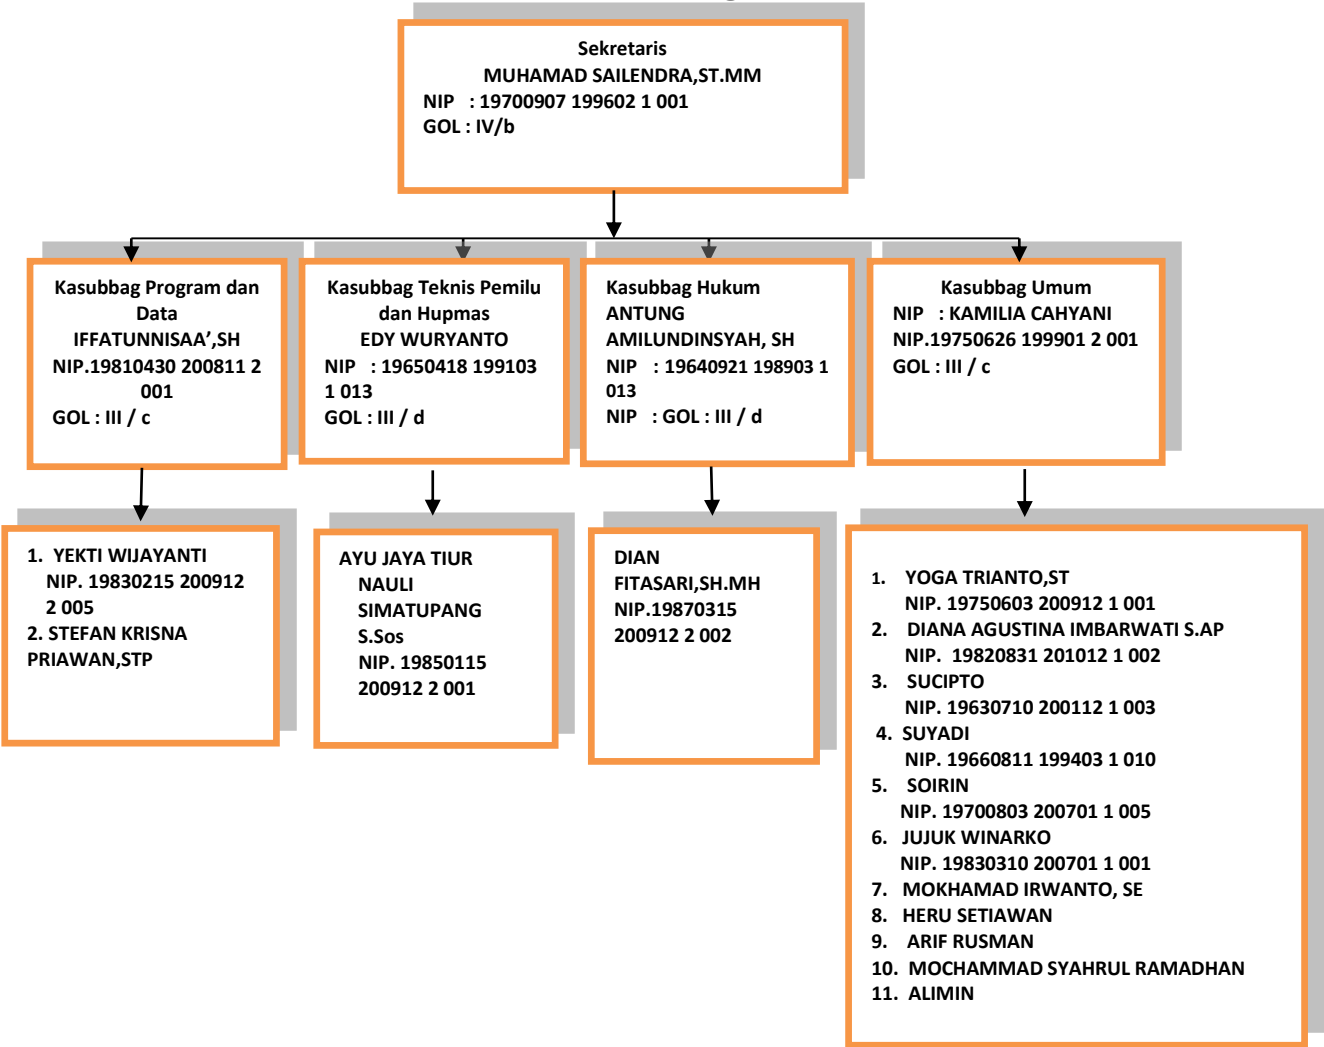 Sekretaris
MUHAMAD SAILENDRA,ST.MM
NIP : 19700907 199602 1 001
GOL : IV/b
Kasubbag Program dan
Data
IFFATUNNISAA’,SH
NIP.19810430 200811 2
001
GOL : III / c
Kasubbag Teknis Pemilu
dan Hupmas
EDY WURYANTO
NIP : 19650418 199103
1 013
GOL : III / d
Kasubbag Hukum
ANTUNG
AMILUNDINSYAH, SH
NIP : 19640921 198903 1
013
NIP : GOL : III / d
Kasubbag Umum
NIP : KAMILIA CAHYANI
NIP.19750626 199901 2 001
GOL : III / c
1. YEKTI WIJAYANTI
NIP. 19830215 200912
2 005
2. STEFAN KRISNA
PRIAWAN,STP
AYU JAYA TIUR
NAULI
SIMATUPANG
S.Sos
NIP. 19850115
200912 2 001
DIAN
FITASARI,SH.MH
NIP.19870315
200912 2 002
1. YOGA TRIANTO,ST
NIP. 19750603 200912 1 001
2. DIANA AGUSTINA IMBARWATI S.AP
NIP. 19820831 201012 1 002
3. SUCIPTO
NIP. 19630710 200112 1 003
4. SUYADI
NIP. 19660811 199403 1 010
5. SOIRIN
NIP. 19700803 200701 1 005
6. JUJUK WINARKO
NIP. 19830310 200701 1 001
7. MOKHAMAD IRWANTO, SE
8. HERU SETIAWAN
9. ARIF RUSMAN
10. MOCHAMMAD SYAHRUL RAMADHAN
11. ALIMIN